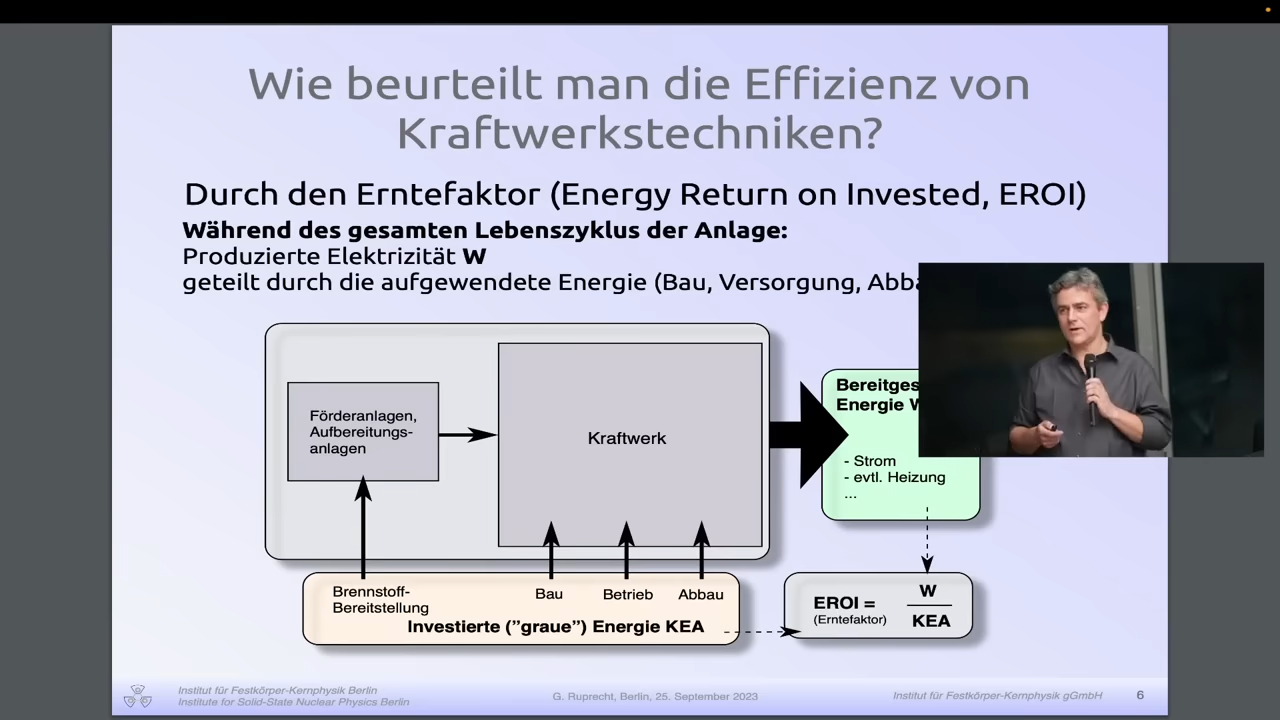 Wie beurteilt man die Effizienz von
Kraftwerkstechniken?
Durch den Erntefaktor (Energy Return on Invested, EROI)
Während des gesamten Lebenszyklus der Anlage:
Produzierte Elektrizität W
geteilt durch die aufgewendete Energie (Bau, Versorgung, Abba
Förderanlagen,
Aufbereitungs-
anlagen
Kraftwerk
Bereitges
Energie W
- Strom
- evtl. Heizung
...
Brennstoff-
Bereitstellung
Bau
Betrieb
Abbau
Investierte ("graue") Energie KEA
EROI =
(Erntefaktor)
W
KEA
Institut für Festkörper-Kernphysik Berlin
Institute for Solid-State Nuclear Physics Berlin
G. Ruprecht, Berlin, 25. September 2023
Institut für Festkörper-Kernphysik gGmbH
6